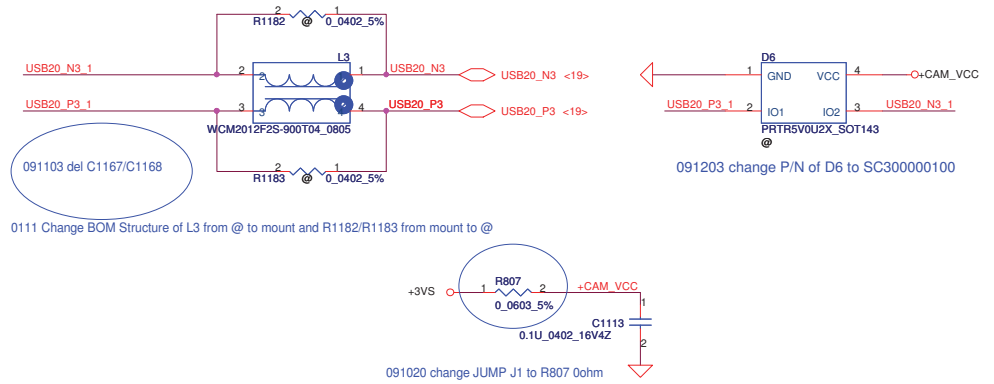 2 1
R1182 @ 0_0402_5%
L3
USB20_N3_1 2 2 1 USB20_N3 USB20_N3 <19>
USB20_P3_1 3 3 4 USB20_P3 USB20_P3 <19>
WCM2012F2S-900T04_0805
2 1
R1183 @ 0_0402_5%
091103 del C1167/C1168
0111 Change BOM Structure of L3 from @ to mount and R1182/R1183 from mount to @
D6
1 GND VCC 4 +CAM_VCC
USB20_P3_1 2 IO1 IO2 3 USB20_N3_1
PRTR5V0U2X_SOT143
@
091203 change P/N of D6 to SC300000100
R807
+3VS 1 2 +CAM_VCC
0_0603_5%
1
C1113
0.1U_0402_16V4Z
2
091020 change JUMP J1 to R807 0ohm